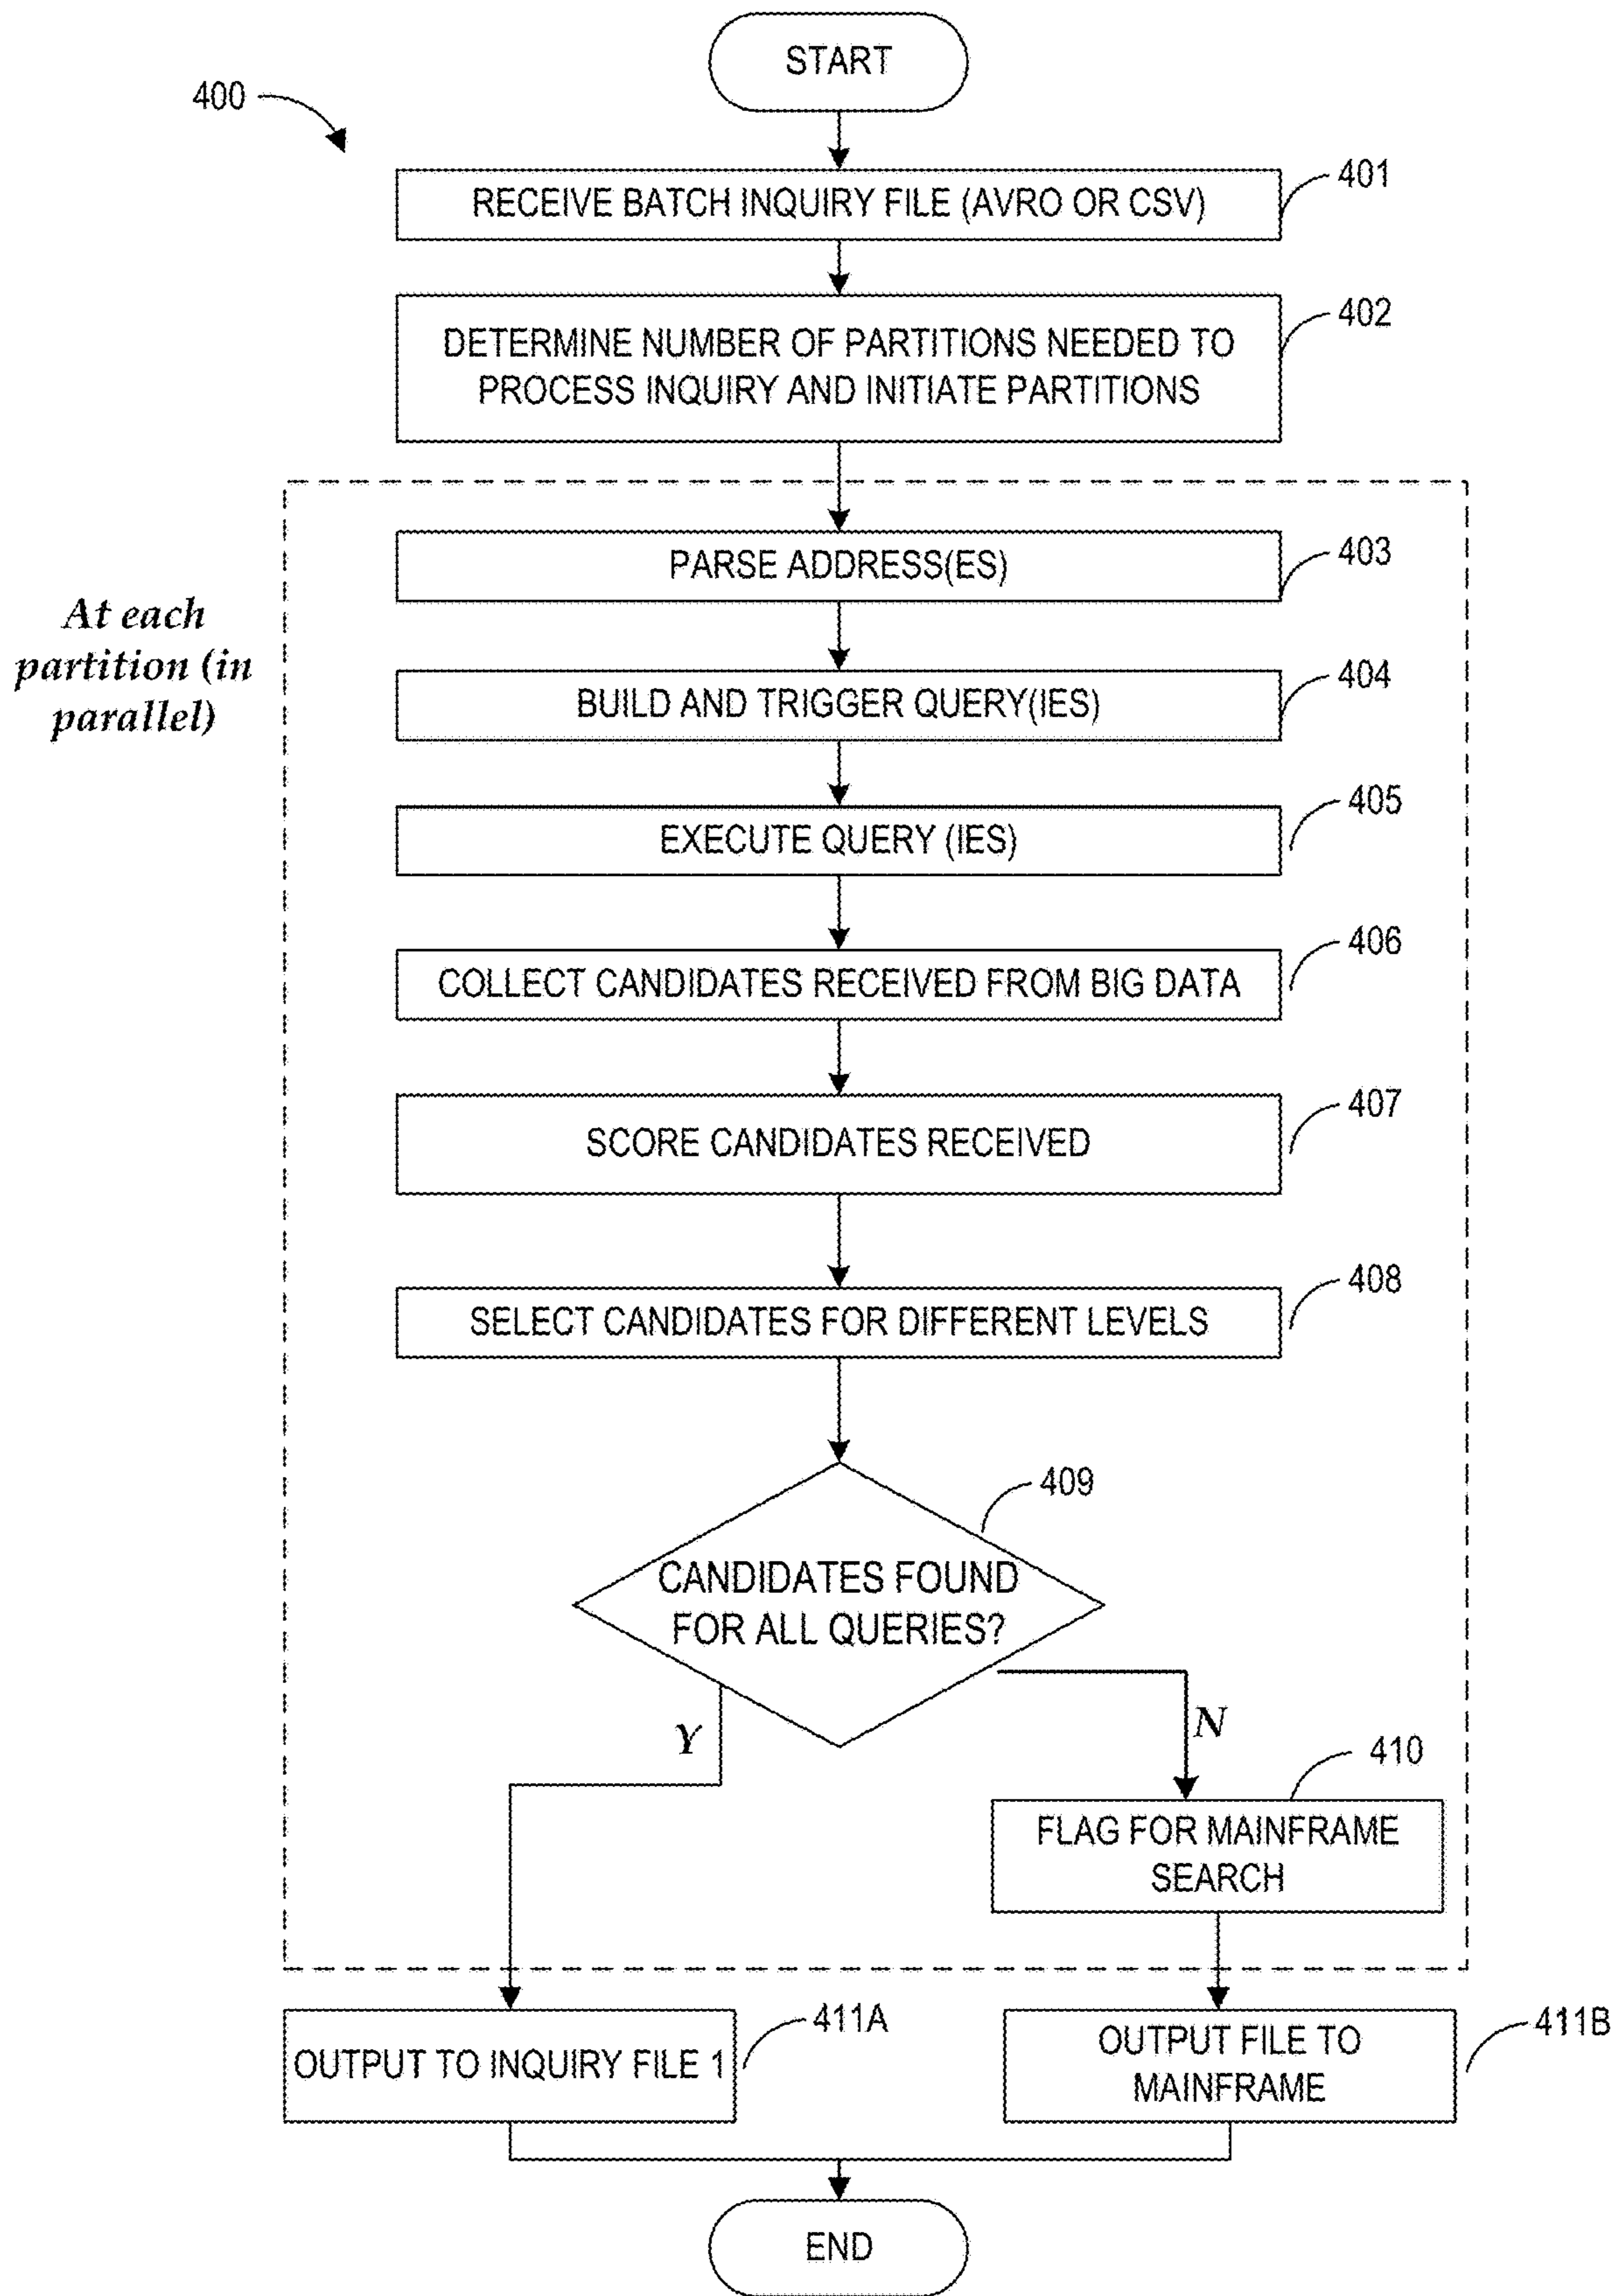 START
400
RECEIVE BATCH INQUIRY FILE (AVRO OR CSV)
401
DETERMINE NUMBER OF PARTITIONS NEEDED TO
PROCESS INQUIRY AND INITIATE PARTITIONS
402
At each
partition (in
parallel)
PARSE ADDRESS(ES)
403
BUILD AND TRIGGER QUERY(IES)
404
EXECUTE QUERY (IES)
405
COLLECT CANDIDATES RECEIVED FROM BIG DATA
406
SCORE CANDIDATES RECEIVED
407
SELECT CANDIDATES FOR DIFFERENT LEVELS
408
CANDIDATES FOUND
FOR ALL QUERIES?
409
Y
N
FLAG FOR MAINFRAME
SEARCH
410
OUTPUT TO INQUIRY FILE 1
411A
OUTPUT FILE TO
MAINFRAME
411B
END